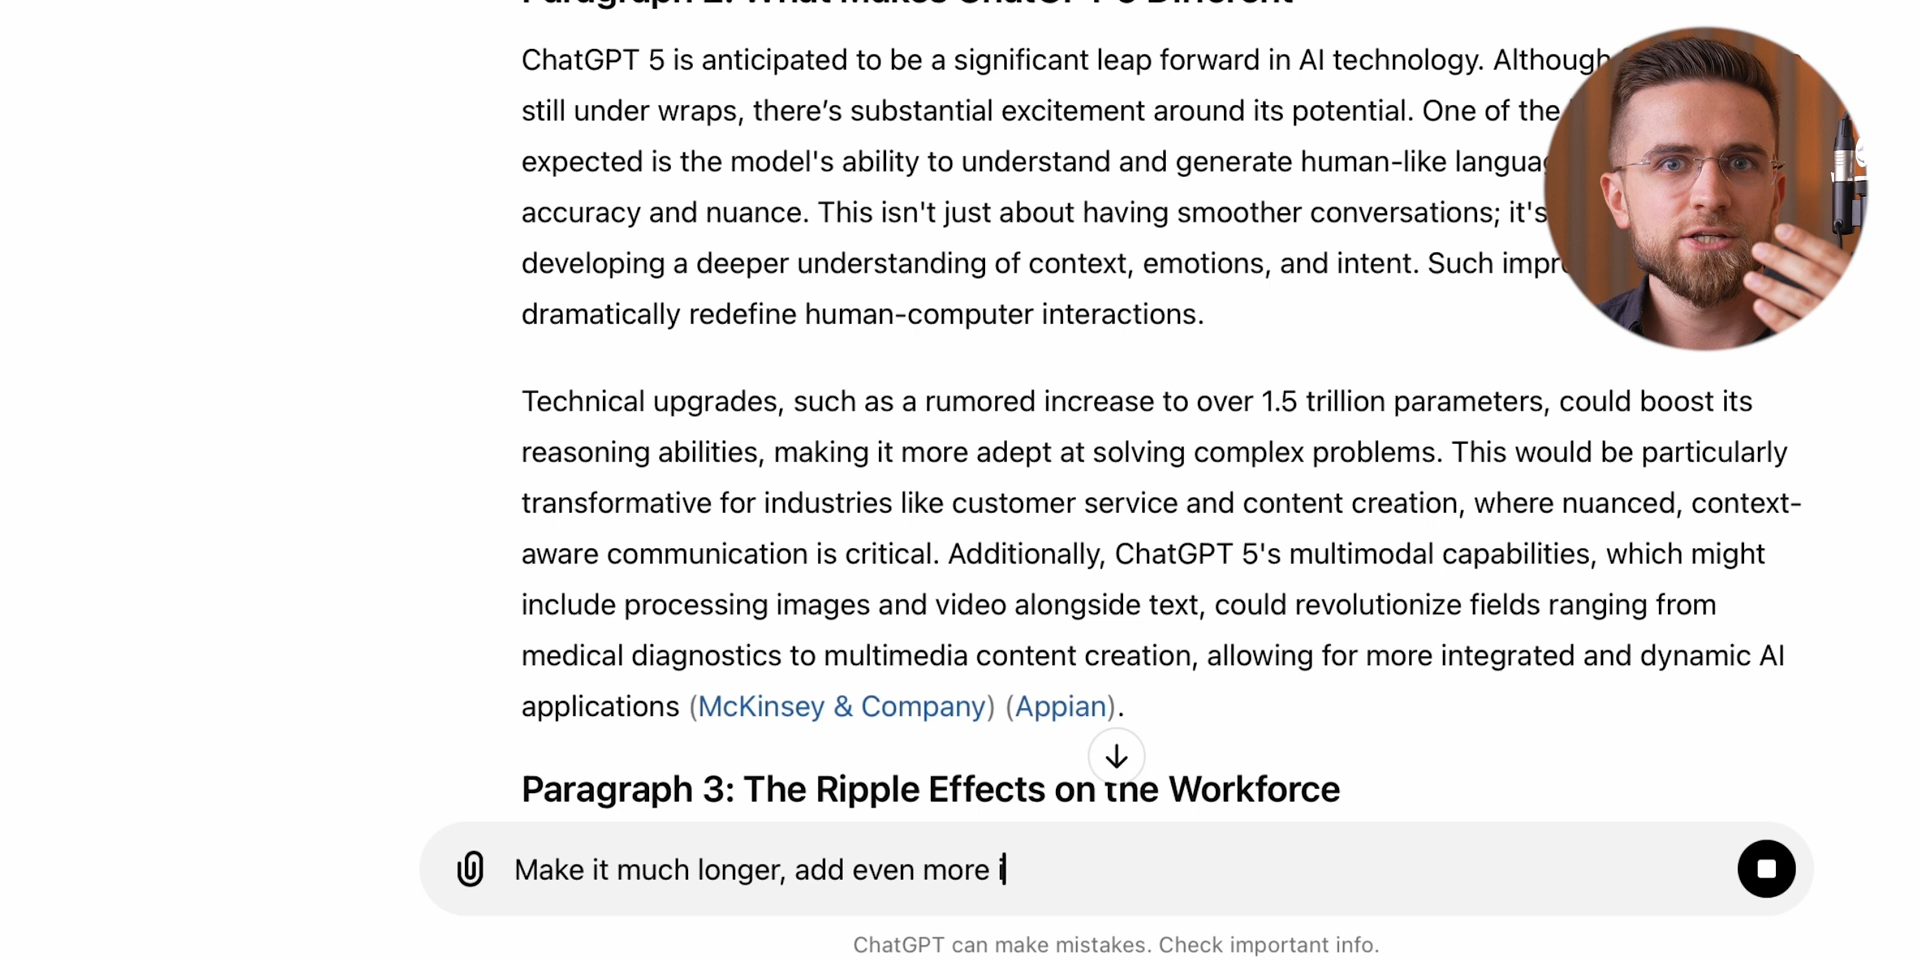 Paragraph 2: What Makes ChatGPT 5 Different
ChatGPT 5 is anticipated to be a significant leap forward in AI technology. Although
still under wraps, there's substantial excitement around its potential. One of the
expected is the model's ability to understand and generate human-like
accuracy and nuance. This isn't just about having smoother conversations; it's
developing a deeper understanding of context, emotions, and intent. Such
dramatically redefine human-computer interactions.
Technical upgrades, such as a rumored increase to over 1.5 trillion parameters, could boost its
reasoning abilities, making it more adept at solving complex problems. This would be particularly
transformative for industries like customer service and content creation, where nuanced, context-
aware communication is critical. Additionally, ChatGPT 5's multimodal capabilities, which might
include processing images and video alongside text, could revolutionize fields ranging from
medical diagnostics to multimedia content creation, allowing for more integrated and dynamic AI
applications (McKinsey & Company) (Appian).
Paragraph 3: The Ripple Effects on the Workforce
Make it much longer, add even more i
ChatGPT can make mistakes. Check important info.